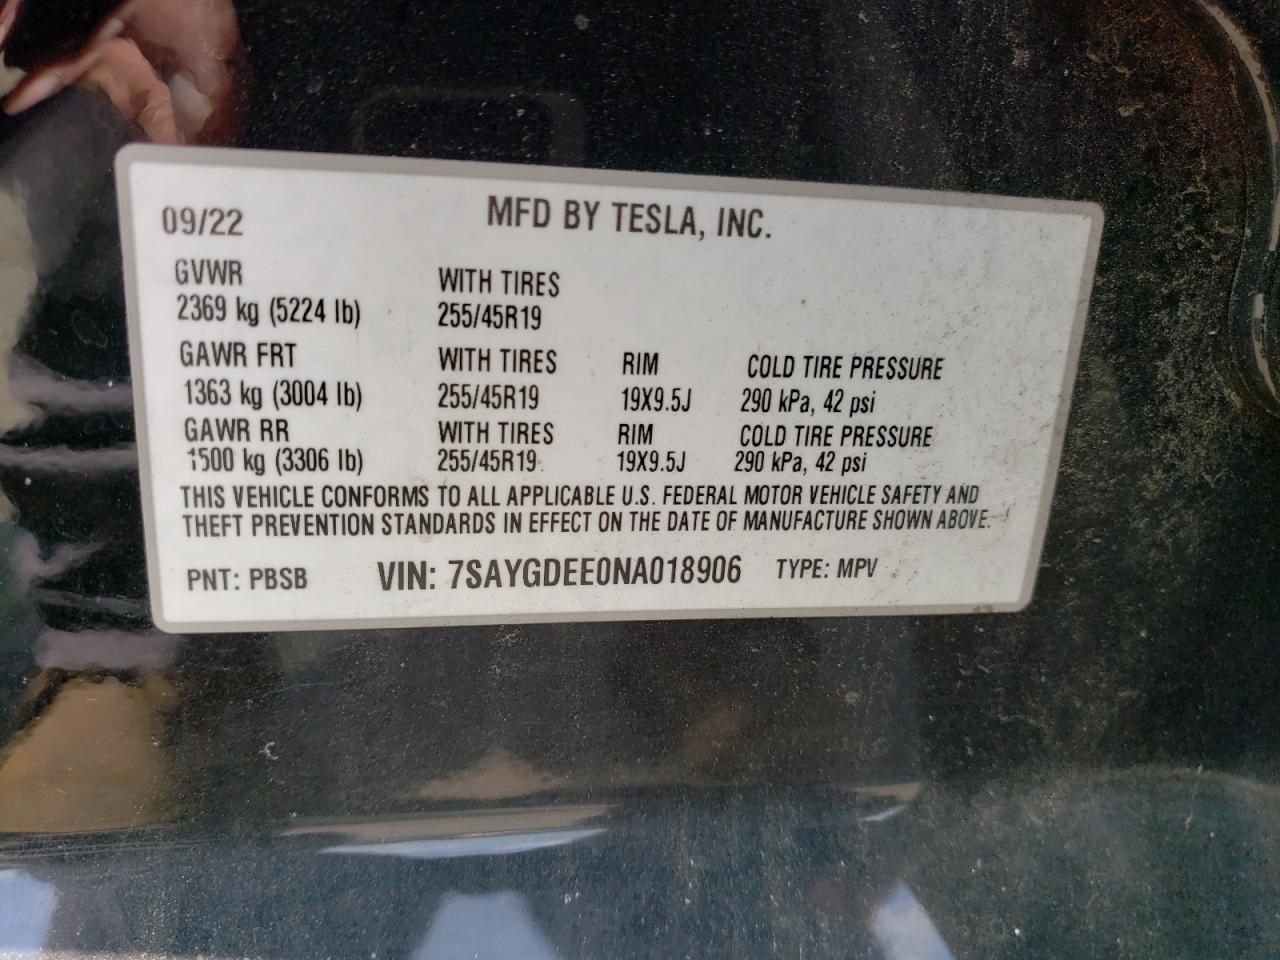 09/22 MFD BY TESLA, INC.
GVWR WITH TIRES
2369 kg (5224 lb) 255/45R19
GAWR FRT WITH TIRES RIM COLD TIRE PRESSURE
1363 kg (3004 lb) 255/45R19 19X9.5J 290 kPa, 42 psi
GAWR RR WITH TIRES RIM COLD TIRE PRESSURE
1500 kg (3306 lb) 255/45R19 19X9.5J 290 kPa, 42 psi
THIS VEHICLE CONFORMS TO ALL APPLICABLE U.S. FEDERAL MOTOR VEHICLE SAFETY AND
THEFT PREVENTION STANDARDS IN EFFECT ON THE DATE OF MANUFACTURE SHOWN ABOVE.
PNT: PBSB VIN: 7SAYGDEE0NA018906 TYPE: MPV